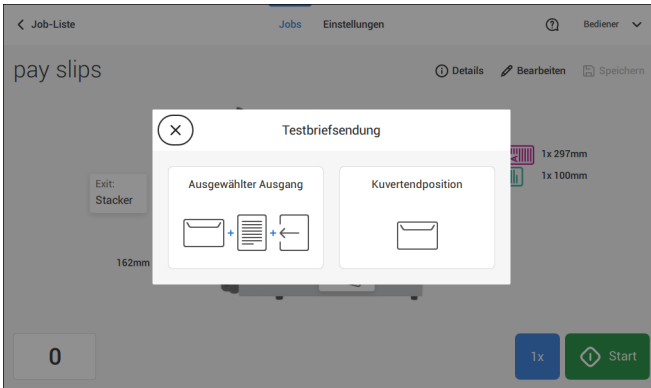 Job-Liste
Jobs
Einstellungen
Bediener
pay slips
Details
Bearbeiten
Speichern
Testbriefsendung
1x 297mm
1x 100mm
Exit:
Stacker
Ausgewählter Ausgang
Kuvertendposition
162mm
0
1x
Start